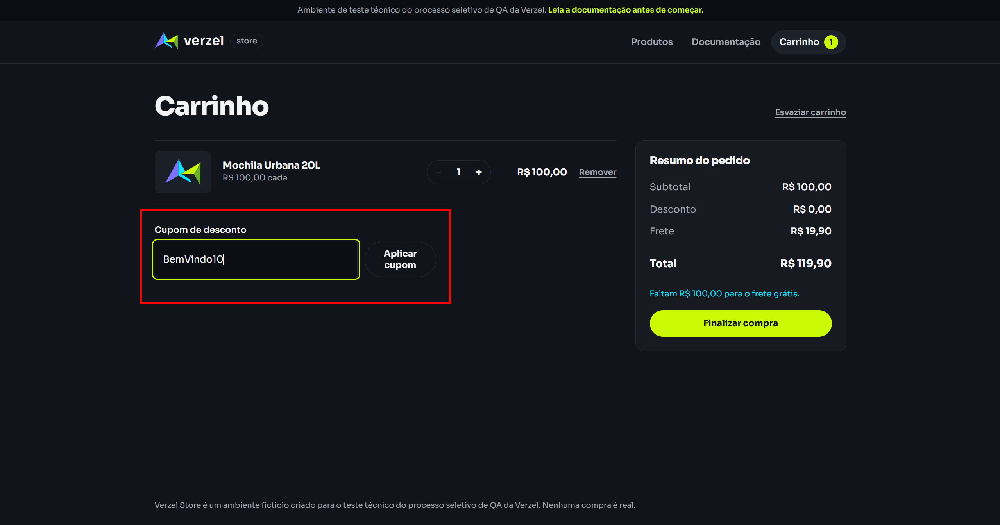 Ambiente de teste técnico do processo seletivo de QA da Verzel. Leia a documentação antes de começar.
verzel store
Produtos
Documentação
Carrinho 1
Carrinho
Esvaziar carrinho
Mochila Urbana 20L
R$ 100,00 cada
- 1 +
R$ 100,00
Remover
Cupom de desconto
BemVindo10
Aplicar
cupom
Resumo do pedido
Subtotal R$ 100,00
Desconto R$ 0,00
Frete R$ 19,90
Total R$ 119,90
Faltam R$ 100,00 para o frete grátis.
Finalizar compra
Verzel Store é um ambiente fictício criado para o teste técnico do processo seletivo de QA da Verzel. Nenhuma compra é real.